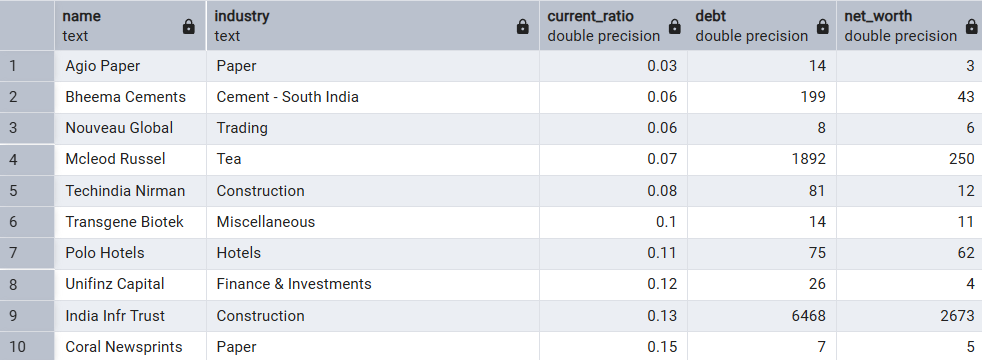 name industry current_ratio debt net_worth
text text double precision double precision double precision
1 Agio Paper Paper 0.03 14 3
2 Bheema Cements Cement - South India 0.06 199 43
3 Nouveau Global Trading 0.06 8 6
4 Mcleod Russel Tea 0.07 1892 250
5 Techindia Nirman Construction 0.08 81 12
6 Transgene Biotek Miscellaneous 0.1 14 11
7 Polo Hotels Hotels 0.11 75 62
8 Unifinz Capital Finance & Investments 0.12 26 4
9 India Infr Trust Construction 0.13 6468 2673
10 Coral Newsprints Paper 0.15 7 5